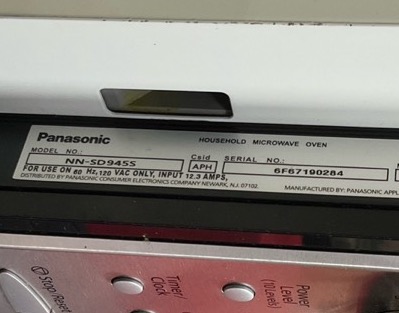 Panasonic
HOUSEHOLD MICROWAVE OVEN
MODEL NO.: Csid SERIAL NO.:
NN-SD945S APH 6F67190284
FOR USE ON 60 Hz,120 VAC ONLY, INPUT 12.3 AMPS,
DISTRIBUTED BY PANASONIC CONSUMER ELECTRONICS COMPANY NEWARK, N.J. 07102
MANUFACTURED BY: PANASONIC APPL
Stop/Reset
Timer/
Clock
Power
Level
(10 Levels)